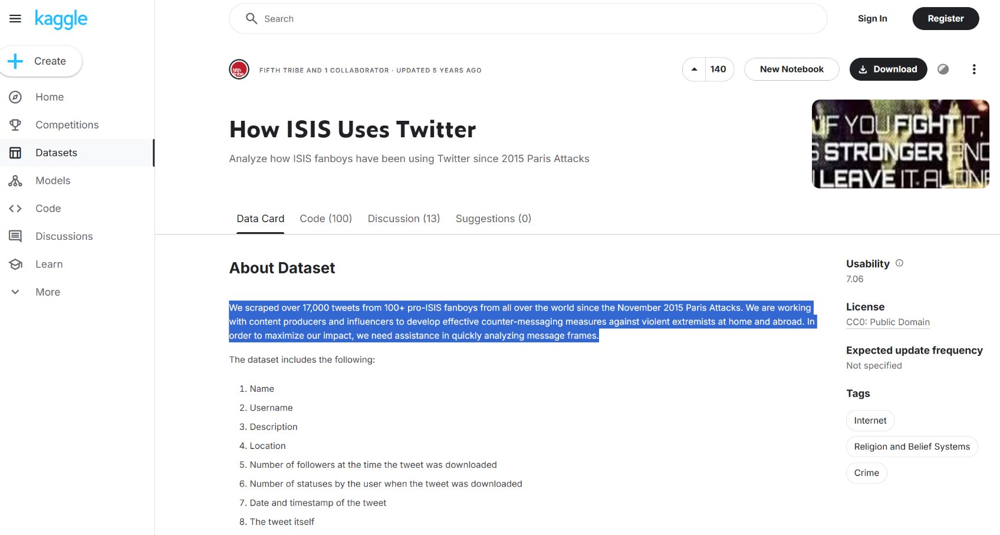 kaggle
Search
Sign In
Register
Create
Home
Competitions
Datasets
Models
Code
Discussions
Learn
More
fifth
tribe
FIFTH TRIBE AND 1 COLLABORATOR · UPDATED 5 YEARS AGO
140
New Notebook
Download
How ISIS Uses Twitter
Analyze how ISIS fanboys have been using Twitter since 2015 Paris Attacks
IF YOU FIGHT IT,
STRONGER AND
LEAVE IT ALONE
Data Card
Code (100)
Discussion (13)
Suggestions (0)
About Dataset
We scraped over 17,000 tweets from 100+ pro-ISIS fanboys from all over the world since the November 2015 Paris Attacks. We are working
with content producers and influencers to develop effective counter-messaging measures against violent extremists at home and abroad. In
order to maximize our impact, we need assistance in quickly analyzing message frames.
The dataset includes the following:
1. Name
2. Username
3. Description
4. Location
5. Number of followers at the time the tweet was downloaded
6. Number of statuses by the user when the tweet was downloaded
7. Date and timestamp of the tweet
8. The tweet itself
Usability
7.06
License
CC0: Public Domain
Expected update frequency
Not specified
Tags
Internet
Religion and Belief Systems
Crime